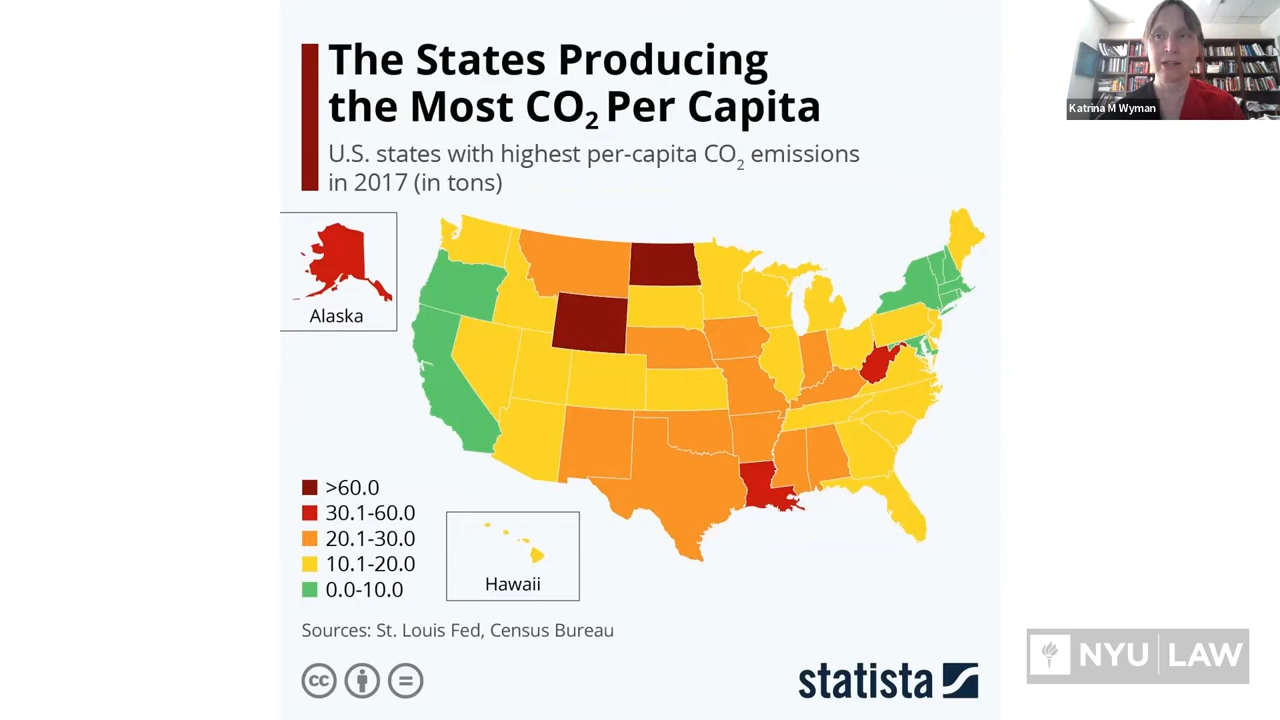 The States Producing
the Most CO2 Per Capita
U.S. states with highest per-capita CO2 emissions
in 2017 (in tons)
Katrina M Wyman
Alaska
>60.0
30.1-60.0
20.1-30.0
10.1-20.0
0.0-10.0
Hawaii
Sources: St. Louis Fed, Census Bureau
cc
=
statista
NYU LAW